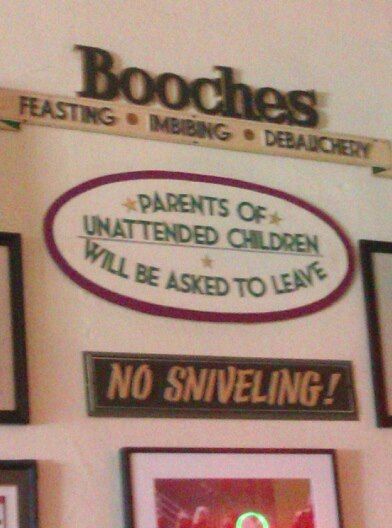 Booches
FEASTING • IMBIBING • DEBAUCHERY
PARENTS OF
UNATTENDED CHILDREN
WILL BE ASKED TO LEAVE
NO SNIVELING!